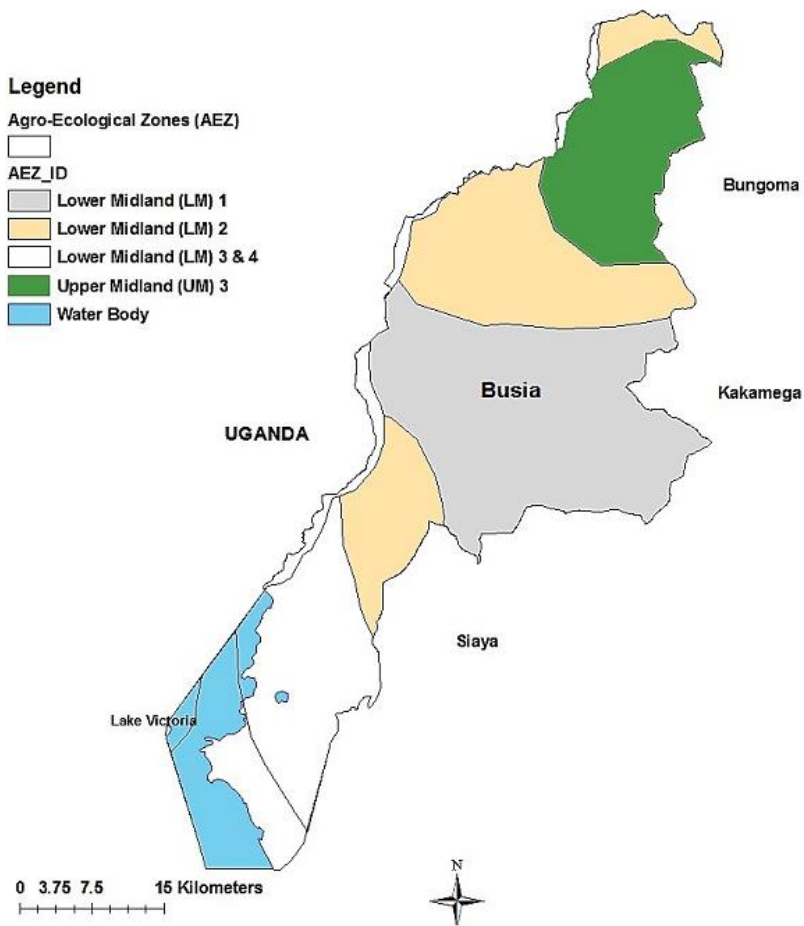 Legend
Agro-Ecological Zones (AEZ)
AEZ_ID
Lower Midland (LM) 1
Lower Midland (LM) 2
Lower Midland (LM) 3 & 4
Upper Midland (UM) 3
Water Body
Bungoma
Busia
Kakamega
UGANDA
Siaya
Lake Victoria
0 3.75 7.5 15 Kilometers
N